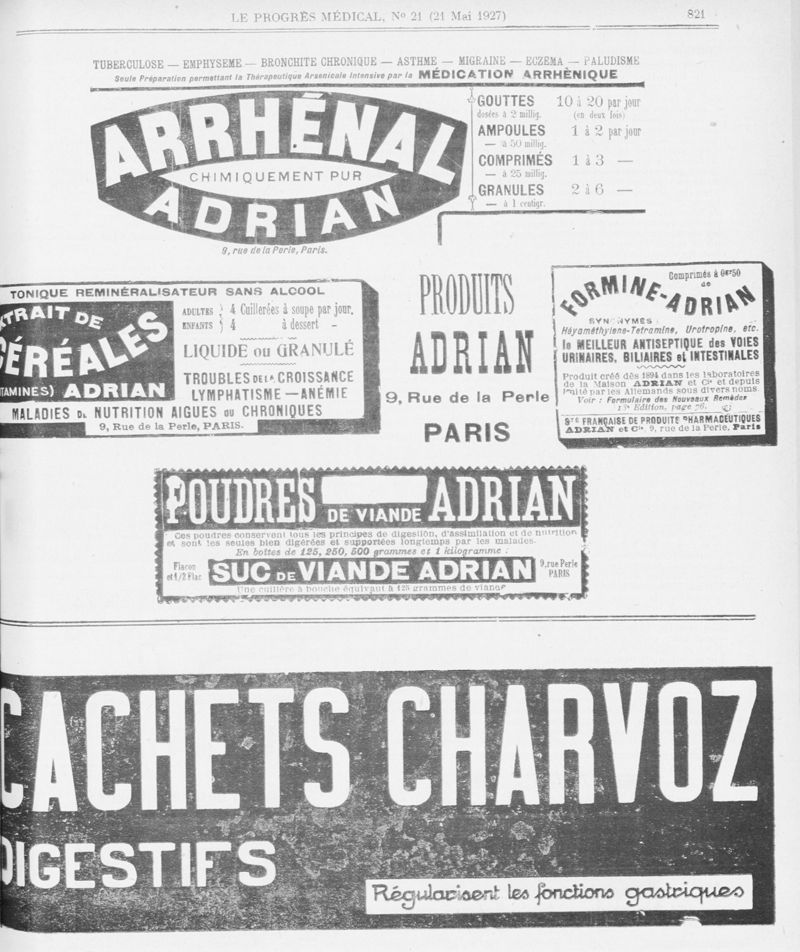 LE PROGRÈS MÉDICAL, No 21 (21 Mai 1927)
821
TUBERCULOSE — EMPHYSEME — BRONCHITE CHRONIQUE — ASTHME — MIGRAINE — ECZEMA — PALUDISME
Seule Préparation permettant la Thérapeutique Arsenicale Intensive par la MÉDICATION ARRHÈNIQUE
ARRHÉNAL
CHIMIQUEMENT PUR
ADRIAN
9, rue de la Perle, Paris.
GOUTTES 10 à 20 par jour
dosées à 2 millig. (en deux fois)
AMPOULES 1 à 2 par jour
— à 50 millig.
COMPRIMÉS 1 à 3 —
— à 25 millig.
GRANULES 2 à 6 —
— à 1 centigr.
TONIQUE REMINÉRALISATEUR SANS ALCOOL
XTRAIT DE
CÉRÉALES
TAMINES) ADRIAN
ADULTES 4 Cuillerées à soupe par jour.
ENFANTS 4 à dessert –
LIQUIDE ou GRANULÉ
TROUBLES DE LA CROISSANCE
LYMPHATISME — ANÉMIE
MALADIES DE NUTRITION AIGUES OU CHRONIQUES
9, Rue de la Perle, PARIS.
PRODUITS
ADRIAN
9, Rue de la Perle
PARIS
Comprimés à 0gr50
de
FORMINE-ADRIAN
SYNONYMES
Héxaméthylene-Tetramine, Urotropine, etc.
le MEILLEUR ANTISEPTIQUE des VOIES
URINAIRES, BILIAIRES et INTESTINALES
Produit créé dès 1894 dans les laboratoires
de la Maison ADRIAN et Cie et depuis
imité par les Allemands sous divers noms.
Voir : Formulaire des Nouveaux Remèdes
Edition, page
STÉ FRANÇAISE DE PRODUITS PHARMACEUTIQUES
ADRIAN et Cie, 9, rue de la Perle, Paris
POUDRES DE VIANDE ADRIAN
Ces poudres conservent tous les principes de digestion, d'assimilation et de nutrition
et sont les seules bien digérées et supportées longtemps par les malades.
En boîtes de 125, 250, 500 grammes et 1 kilogramme :
Flacon
et 1/2 Flac
SUC DE VIANDE ADRIAN
9, rue Perle
PARIS
Une cuillère à bouche équivaut à 125 grammes de viande
CACHETS CHARVOZ
DIGESTIFS
Régularisent les fonctions gastriques